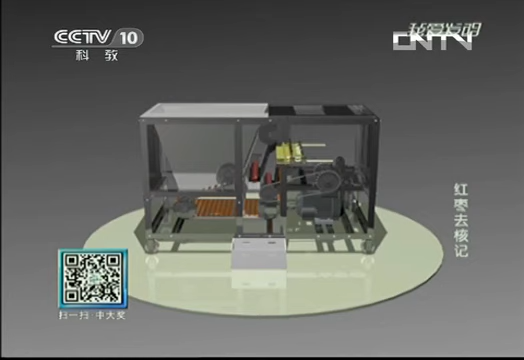 CCTV 10
科教
我爱发明
CNTV
红枣去核记
扫一扫 中大奖